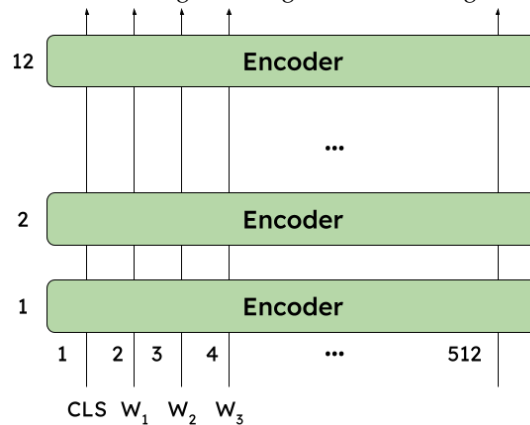 12 Encoder
...
2 Encoder
1 Encoder
1 2 3 4 ... 512
CLS W1 W2 W3